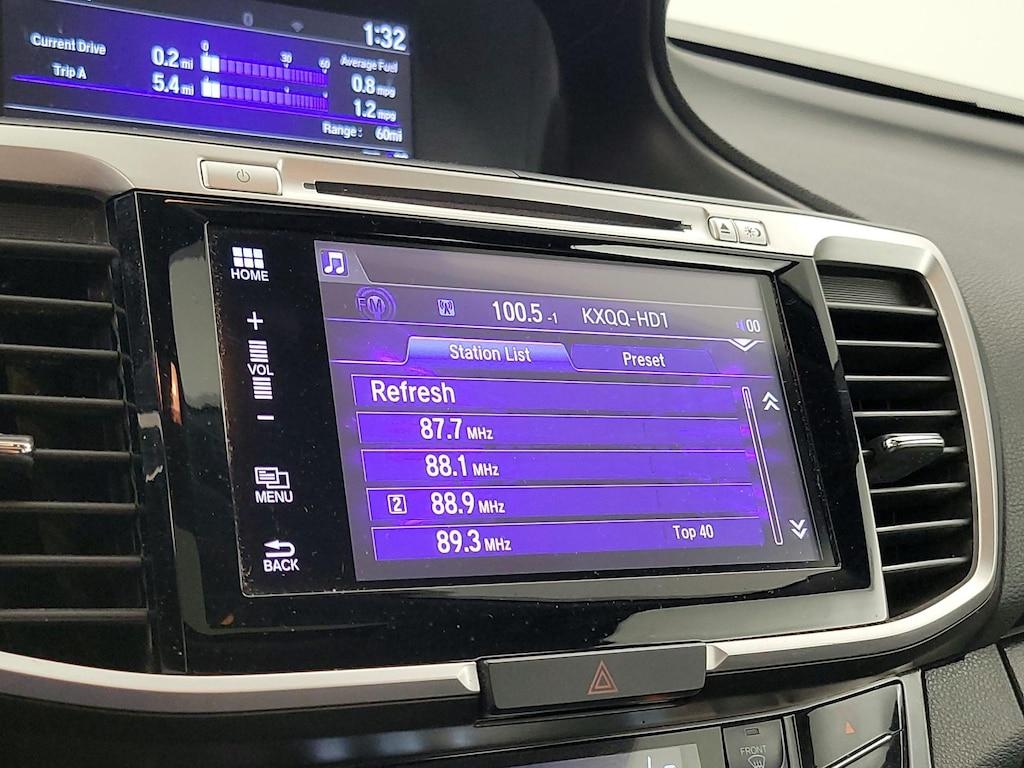 1:32
Current Drive 0.2 mi 0 30 60 Average Fuel
0.8 mpg
Trip A 5.4 mi
1.2 mpg
Range: 60mi
HOME
FM 100.5 -1 KXQQ-HD1 00
+
VOL
−
Station List Preset
Refresh
87.7 MHz
88.1 MHz
2 88.9 MHz
89.3 MHz Top 40
MENU
BACK
FRONT